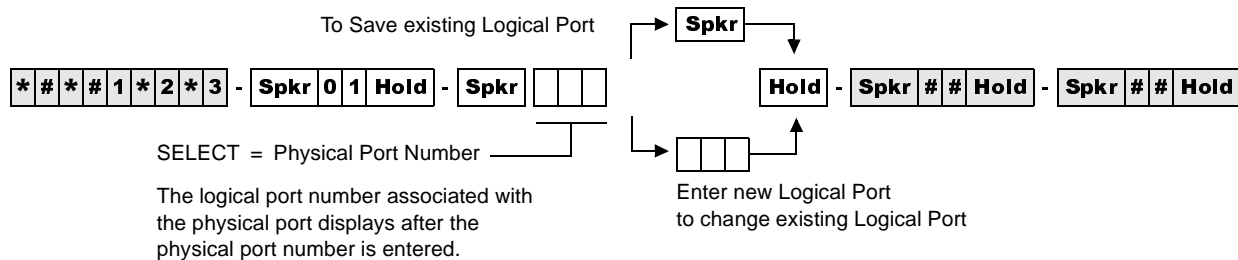 To Save existing Logical Port
Spkr
*#*#1*2*3 - Spkr 0 1 Hold - Spkr
Hold - Spkr # # Hold - Spkr # # Hold
SELECT = Physical Port Number
The logical port number associated with
the physical port displays after the
physical port number is entered.
Enter new Logical Port
to change existing Logical Port